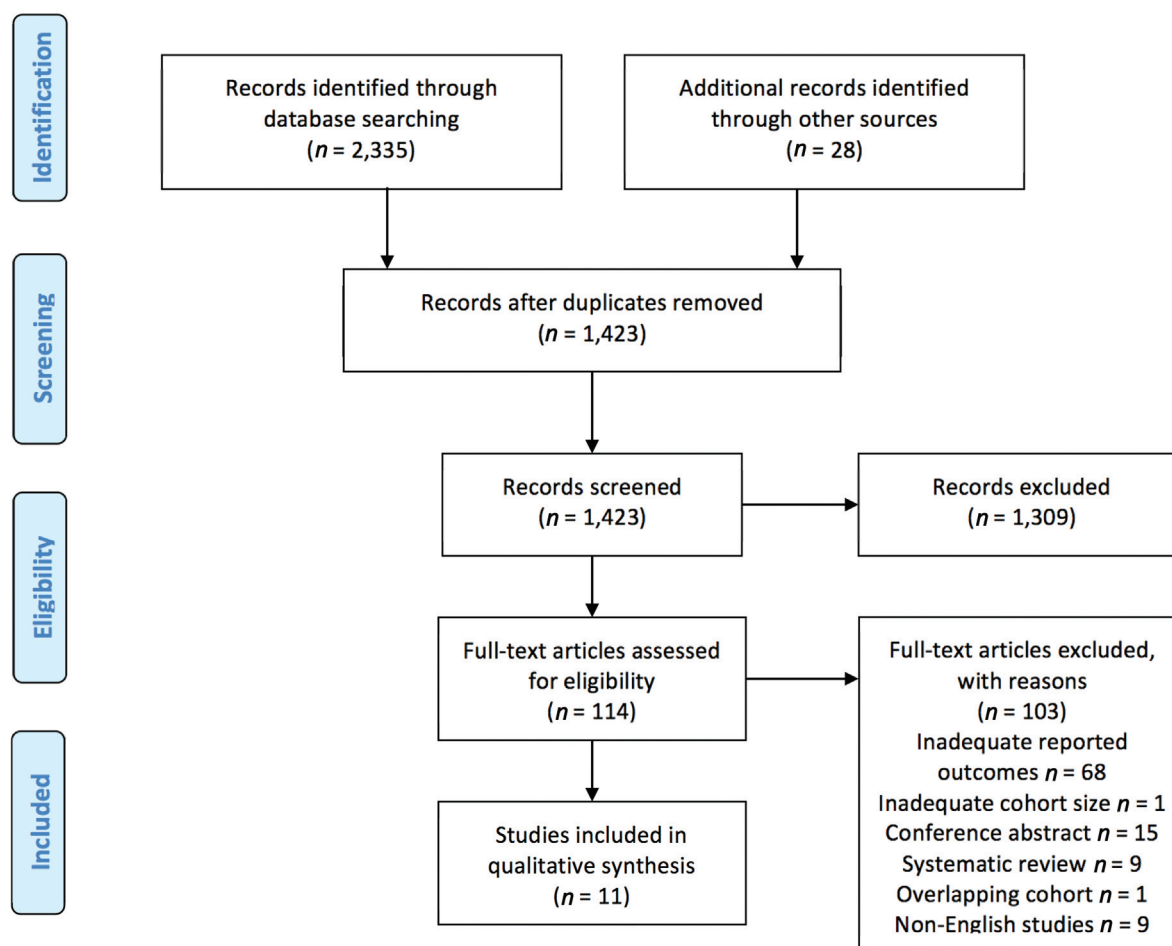 Identification
Records identified through
database searching
(n = 2,335)
Additional records identified
through other sources
(n = 28)
Screening
Records after duplicates removed
(n = 1,423)
Records screened
(n = 1,423)
Records excluded
(n = 1,309)
Eligibility
Full-text articles assessed
for eligibility
(n = 114)
Full-text articles excluded,
with reasons
(n = 103)
Inadequate reported
outcomes n = 68
Inadequate cohort size n = 1
Conference abstract n = 15
Systematic review n = 9
Overlapping cohort n = 1
Non-English studies n = 9
Included
Studies included in
qualitative synthesis
(n = 11)